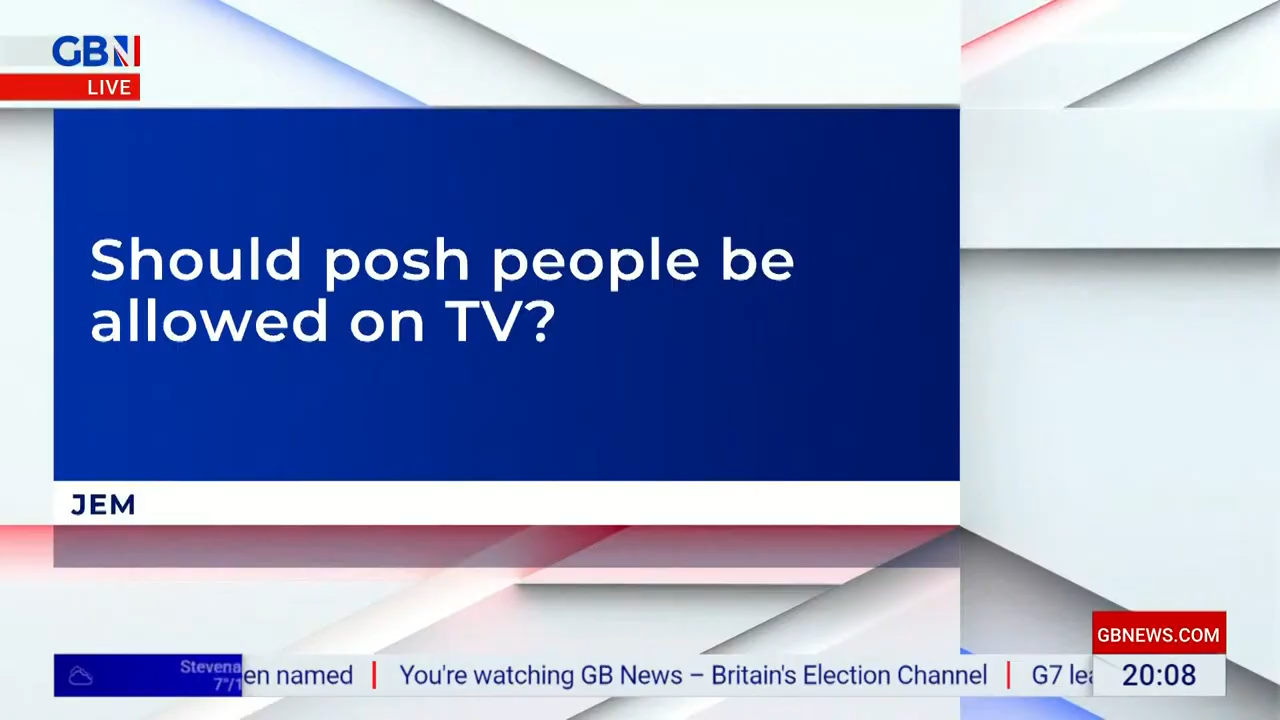 GBN
LIVE
Should posh people be
allowed on TV?
JEM
GBNEWS.COM
en named | You're watching GB News – Britain's Election Channel | G7
20:08